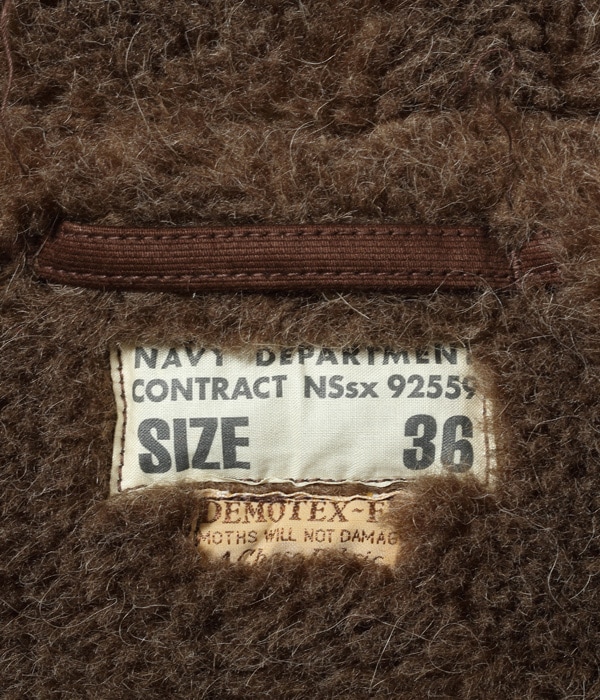 NAVY DEPARTMENT
CONTRACT NSsx 92559
SIZE 36
DEMOTEX-F
MOTHS WILL NOT DAMAG
A